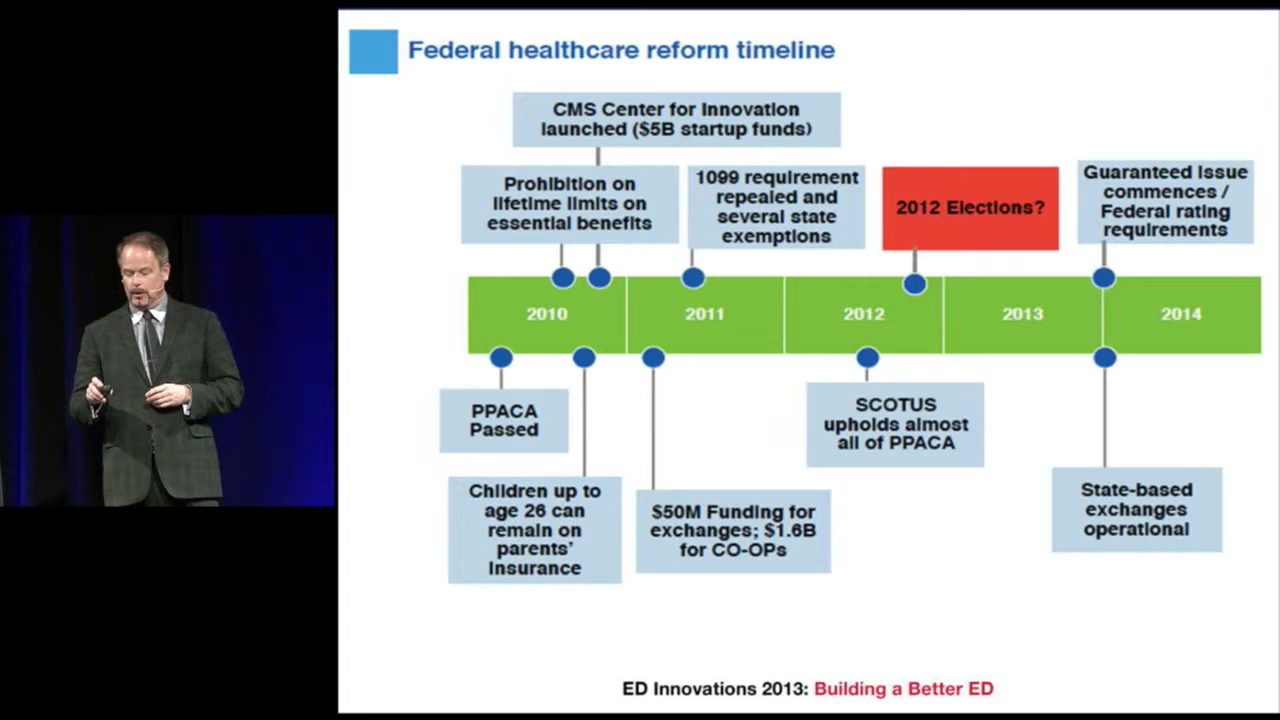 Federal healthcare reform timeline
CMS Center for Innovation
launched ($5B startup funds)
Prohibition on
lifetime limits on
essential benefits
1099 requirement
repealed and
several state
exemptions
2012 Elections?
Guaranteed issue
commences /
Federal rating
requirements
2010
2011
2012
2013
2014
PPACA
Passed
Children up to
age 26 can
remain on
parents'
insurance
$50M Funding for
exchanges; $1.6B
for CO-OPs
SCOTUS
upholds almost
all of PPACA
State-based
exchanges
operational
ED Innovations 2013: Building a Better ED